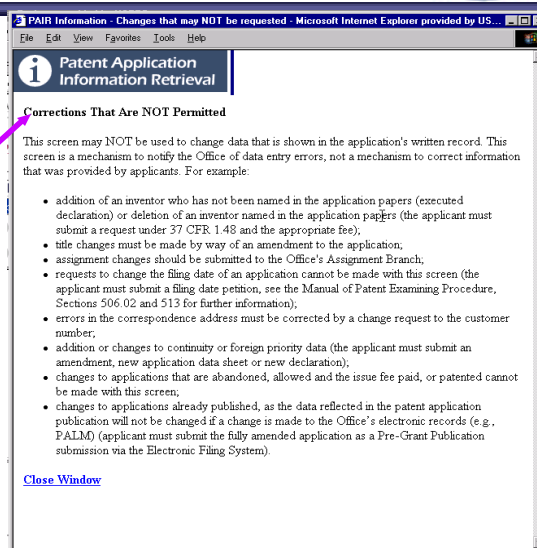 PAIR Information - Changes that may NOT be requested - Microsoft Internet Explorer provided by US...
File Edit View Favorites Tools Help
i Patent Application
Information Retrieval
Corrections That Are NOT Permitted
This screen may NOT be used to change data that is shown in the application's written record. This
screen is a mechanism to notify the Office of data entry errors, not a mechanism to correct information
that was provided by applicants. For example:
• addition of an inventor who has not been named in the application papers (executed
declaration) or deletion of an inventor named in the application papers (the applicant must
submit a request under 37 CFR 1.48 and the appropriate fee);
• title changes must be made by way of an amendment to the application;
• assignment changes should be submitted to the Office's Assignment Branch;
• requests to change the filing date of an application cannot be made with this screen (the
applicant must submit a filing date petition, see the Manual of Patent Examining Procedure,
Sections 506.02 and 513 for further information);
• errors in the correspondence address must be corrected by a change request to the customer
number;
• addition or changes to continuity or foreign priority data (the applicant must submit an
amendment, new application data sheet or new declaration);
• changes to applications that are abandoned, allowed and the issue fee paid, or patented cannot
be made with this screen;
• changes to applications already published, as the data reflected in the patent application
publication will not be changed if a change is made to the Office's electronic records (e.g.,
PALM) (applicant must submit the fully amended application as a Pre-Grant Publication
submission via the Electronic Filing System).
Close Window